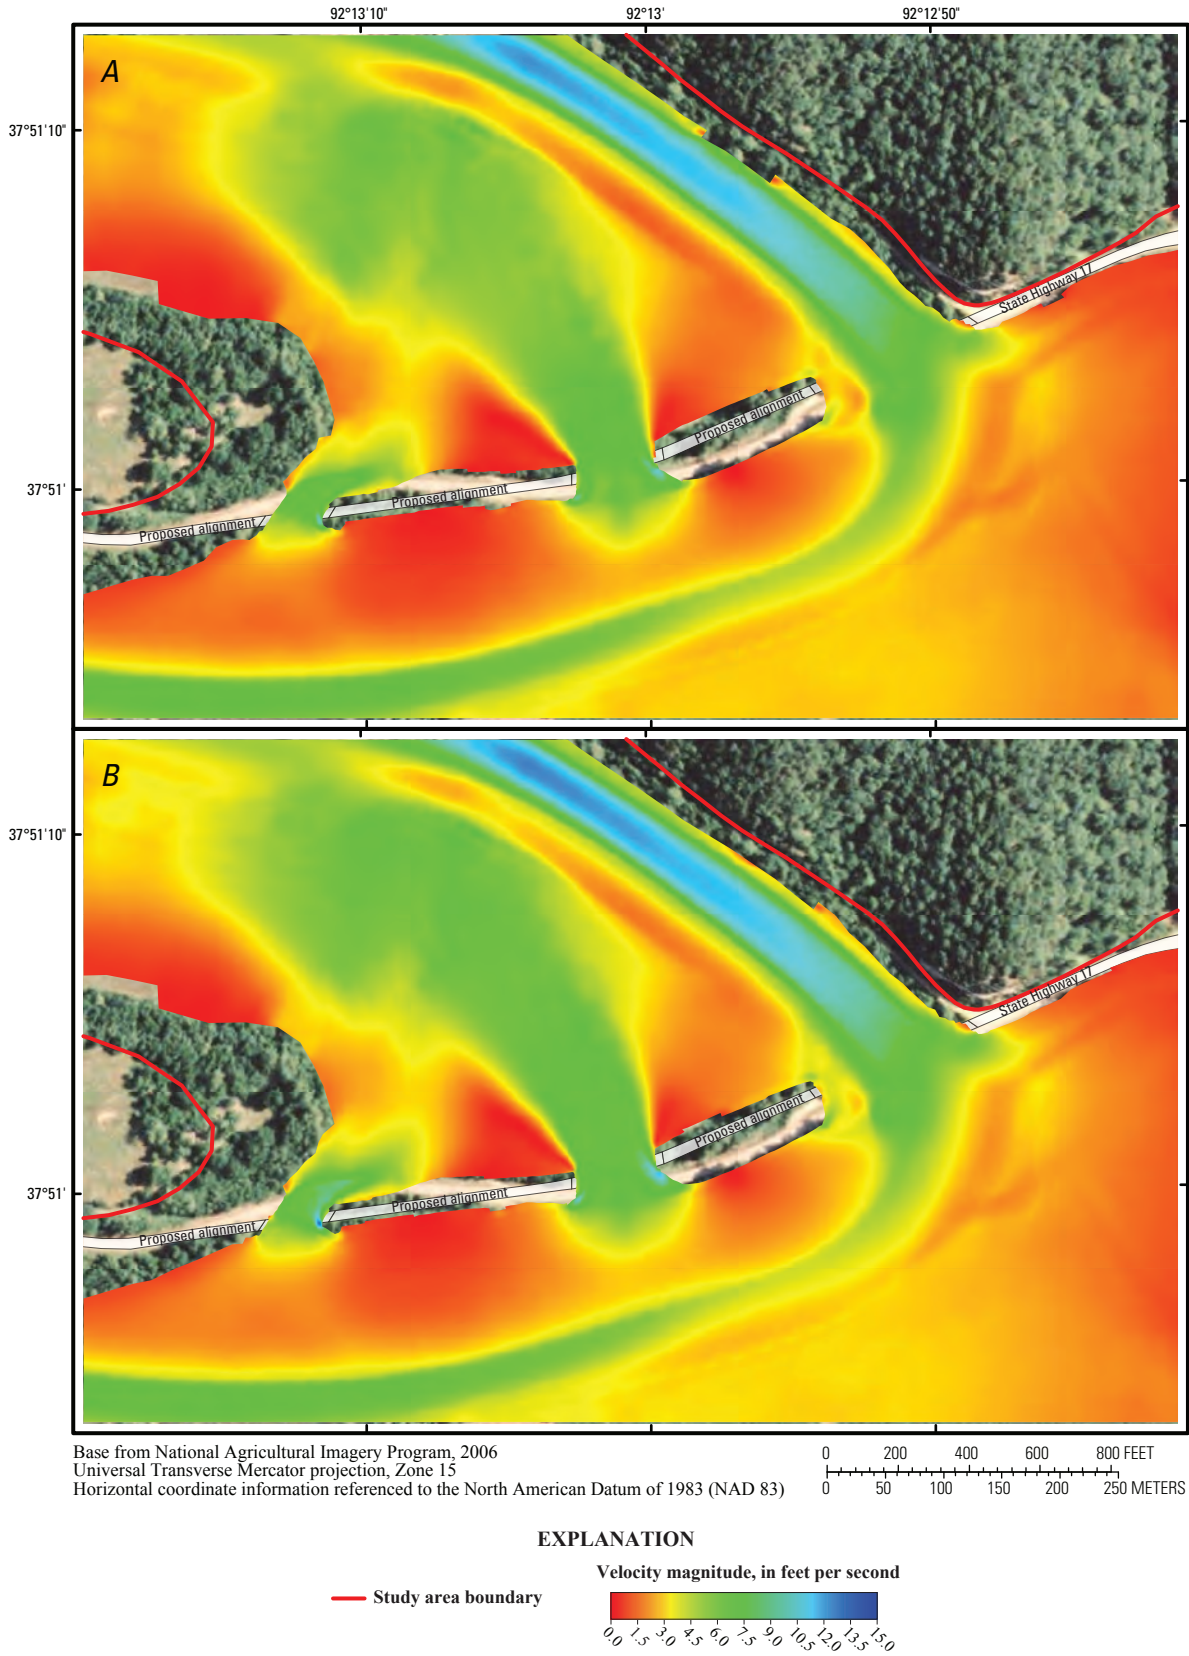 92°13'10" 92°13' 92°12'50"
A
37°51'10"
State Highway 17
Proposed alignment
37°51'
Proposed alignment
Proposed alignment
B
37°51'10"
State Highway 17
Proposed alignment
37°51'
Proposed alignment
Proposed alignment
Base from National Agricultural Imagery Program, 2006
Universal Transverse Mercator projection, Zone 15
Horizontal coordinate information referenced to the North American Datum of 1983 (NAD 83)
0 200 400 600 800 FEET
0 50 100 150 200 250 METERS
EXPLANATION
Velocity magnitude, in feet per second
Study area boundary
0.0 1.5 3.0 4.5 6.0 7.5 9.0 10.5 12.0 13.5 15.0